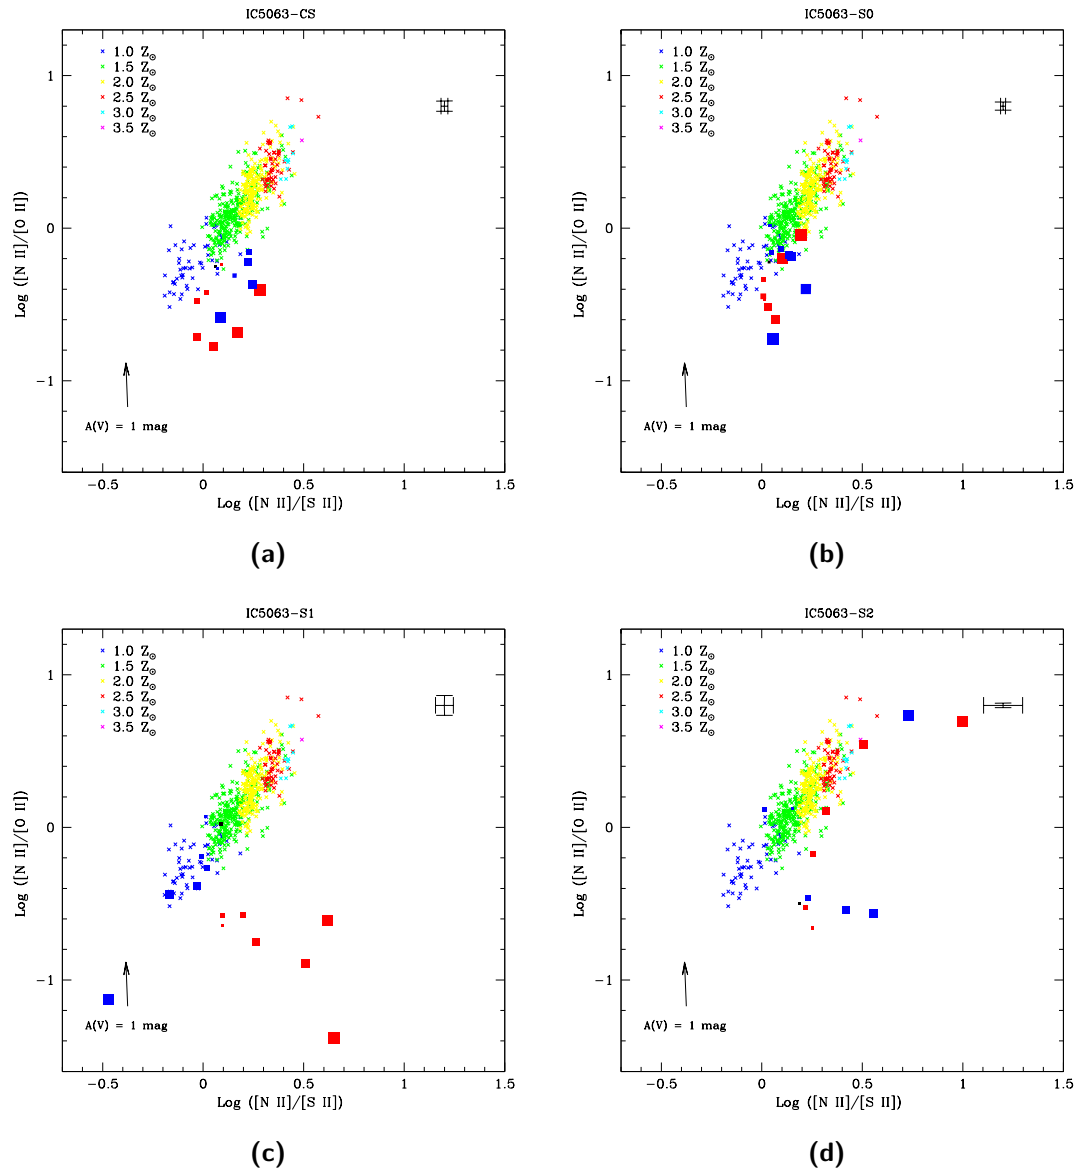 IC5063-CS
1.0 Z⊙
1.5 Z⊙
2.0 Z⊙
2.5 Z⊙
3.0 Z⊙
3.5 Z⊙
1
0
−1
Log ([N II]/[O II])
A(V) = 1 mag
−0.5 0 0.5 1 1.5
Log ([N II]/[S II])
(a)
IC5063-S0
1.0 Z⊙
1.5 Z⊙
2.0 Z⊙
2.5 Z⊙
3.0 Z⊙
3.5 Z⊙
1
0
−1
Log ([N II]/[O II])
A(V) = 1 mag
−0.5 0 0.5 1 1.5
Log ([N II]/[S II])
(b)
IC5063-S1
1.0 Z⊙
1.5 Z⊙
2.0 Z⊙
2.5 Z⊙
3.0 Z⊙
3.5 Z⊙
1
0
−1
Log ([N II]/[O II])
A(V) = 1 mag
−0.5 0 0.5 1 1.5
Log ([N II]/[S II])
(c)
IC5063-S2
1.0 Z⊙
1.5 Z⊙
2.0 Z⊙
2.5 Z⊙
3.0 Z⊙
3.5 Z⊙
1
0
−1
Log ([N II]/[O II])
A(V) = 1 mag
−0.5 0 0.5 1 1.5
Log ([N II]/[S II])
(d)